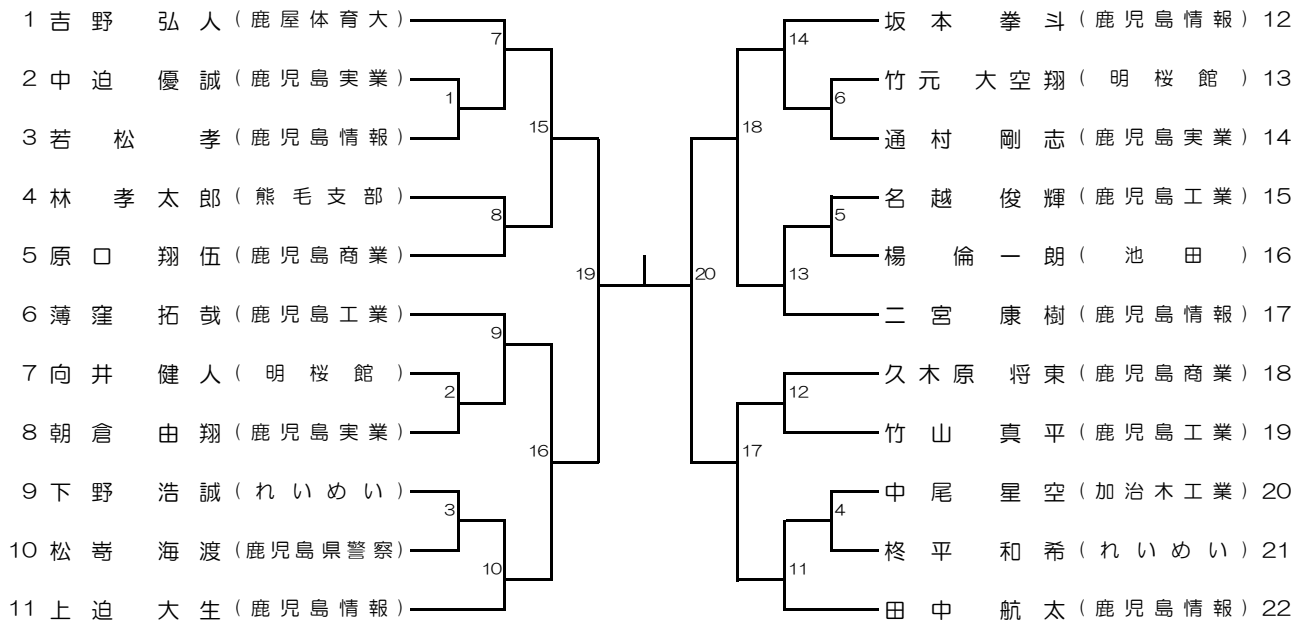 1 吉野 弘人 (鹿屋体育大)
2 中迫 優誠 (鹿児島実業)
3 若松 孝 (鹿児島情報)
4 林 孝太郎 (熊毛支部)
5 原口 翔伍 (鹿児島商業)
6 薄窪 拓哉 (鹿児島工業)
7 向井 健人 (明桜館)
8 朝倉 由翔 (鹿児島実業)
9 下野 浩誠 (れいめい)
10 松嵜 海渡 (鹿児島県警察)
11 上迫 大生 (鹿児島情報)
7
1
15
8
19
9
2
16
3
10
14
6
18
5
13
20
12
17
4
11
坂本 拳斗 (鹿児島情報) 12
竹元 大空翔 (明桜館) 13
通村 剛志 (鹿児島実業) 14
名越 俊輝 (鹿児島工業) 15
楊 倫一朗 (池田) 16
二宮 康樹 (鹿児島情報) 17
久木原 将東 (鹿児島商業) 18
竹山 真平 (鹿児島工業) 19
中尾 星空 (加治木工業) 20
柊平 和希 (れいめい) 21
田中 航太 (鹿児島情報) 22